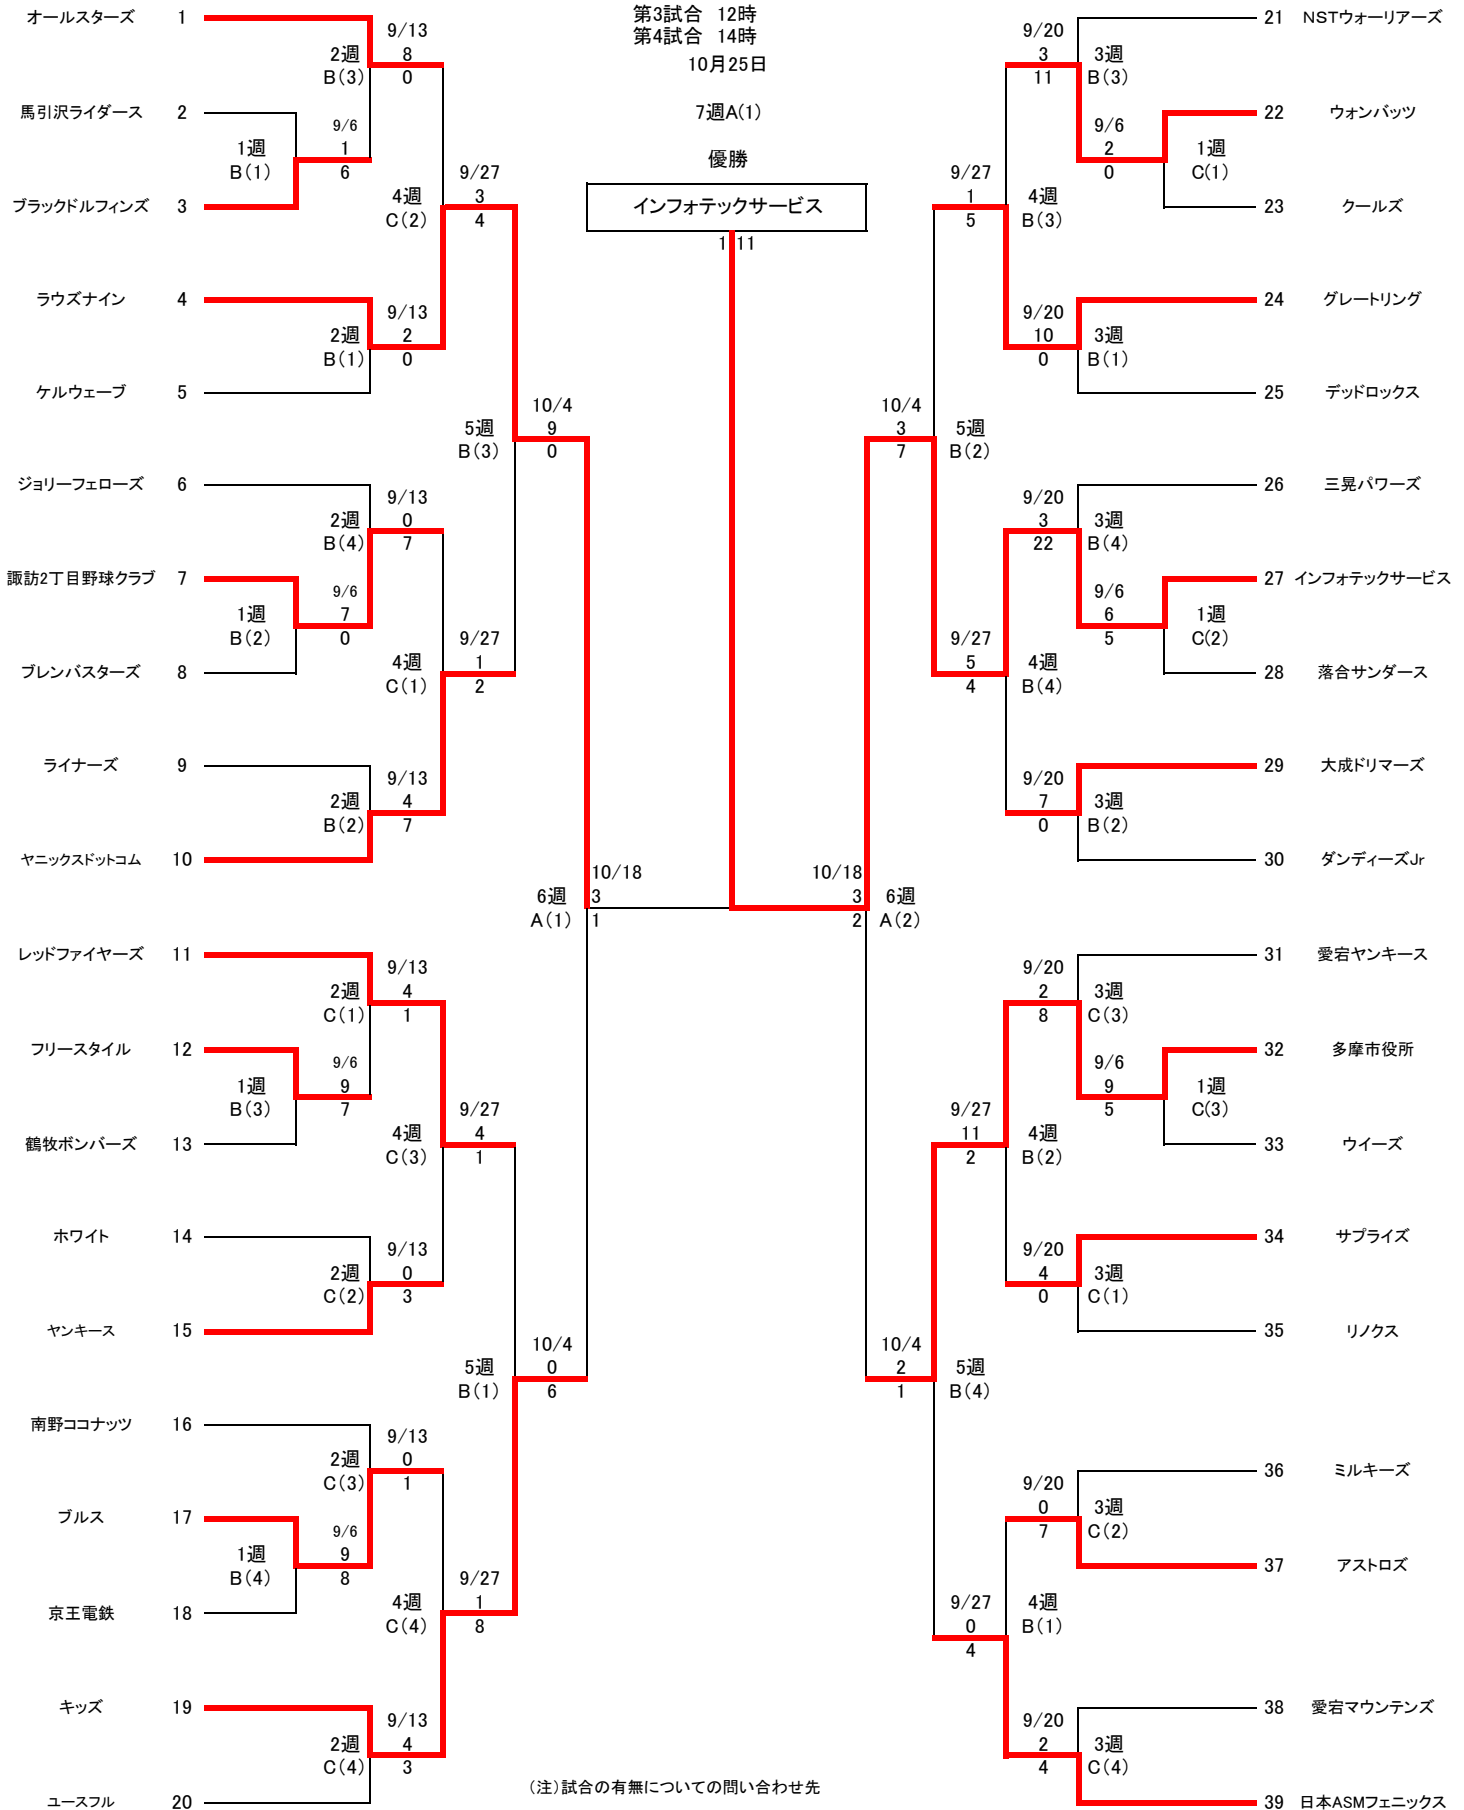 第3試合 12時
第4試合 14時
10月25日
7週A(1)
優勝
インフォテックサービス
1 11
オールスターズ 1
9/13
2週 8
B(3) 0
馬引沢ライダース 2
9/6
1週 1
B(1) 6
ブラックドルフィンズ 3
9/27
4週 3
C(2) 4
ラウズナイン 4
9/13
2週 2
B(1) 0
ケルウェーブ 5
10/4
5週 9
B(3) 0
ジョリーフェローズ 6
9/13
2週 0
B(4) 7
諏訪2丁目野球クラブ 7
9/6
1週 7
B(2) 0
ブレンバスターズ 8
9/27
4週 1
C(1) 2
ライナーズ 9
9/13
2週 4
B(2) 7
ヤニックスドットコム 10
10/18
6週 3
A(1) 1
レッドファイヤーズ 11
9/13
2週 4
C(1) 1
フリースタイル 12
9/6
1週 9
B(3) 7
鶴牧ボンバーズ 13
9/27
4週 4
C(3) 1
ホワイト 14
9/13
2週 0
C(2) 3
ヤンキース 15
10/4
5週 0
B(1) 6
南野ココナッツ 16
9/13
2週 0
C(3) 1
ブルス 17
9/6
1週 9
B(4) 8
京王電鉄 18
9/27
4週 1
C(4) 8
キッズ 19
9/13
2週 4
C(4) 3
ユースフル 20
21 NSTウォーリアーズ
9/20
3 3週
11 B(3)
22 ウォンバッツ
9/6
2 1週
0 C(1)
23 クールズ
9/27
1 4週
5 B(3)
24 グレートリング
9/20
10 3週
0 B(1)
25 デッドロックス
10/4
3 5週
7 B(2)
26 三晃パワーズ
9/20
3 3週
22 B(4)
27 インフォテックサービス
9/6
6 1週
5 C(2)
28 落合サンダース
9/27
5 4週
4 B(4)
29 大成ドリマーズ
9/20
7 3週
0 B(2)
30 ダンディーズJr
10/18
3 6週
2 A(2)
31 愛宕ヤンキース
9/20
2 3週
8 C(3)
32 多摩市役所
9/6
9 1週
5 C(3)
33 ウイーズ
9/27
11 4週
2 B(2)
34 サプライズ
9/20
4 3週
0 C(1)
35 リノクス
10/4
2 5週
1 B(4)
36 ミルキーズ
9/20
0 3週
7 C(2)
37 アストロズ
9/27
0 4週
4 B(1)
38 愛宕マウンテンズ
9/20
2 3週
4 C(4)
39 日本ASMフェニックス
(注)試合の有無についての問い合わせ先